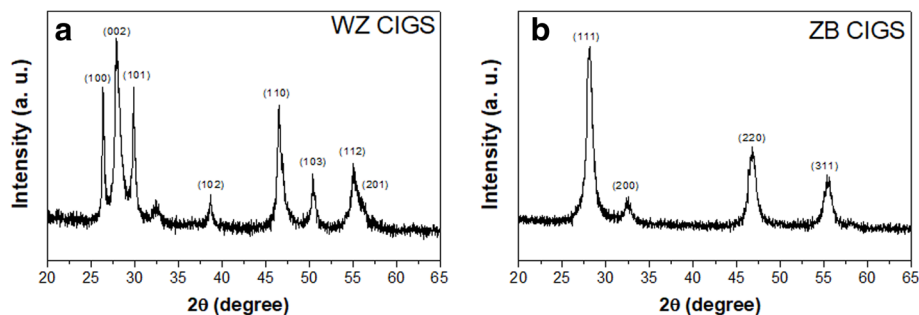 a
WZ CIGS
(002)
(100)
(101)
(110)
(103)
(112)
(102)
(201)
Intensity (a. u.)
20 25 30 35 40 45 50 55 60 65
2θ (degree)
b
ZB CIGS
(111)
(220)
(311)
(200)
Intensity (a. u.)
20 25 30 35 40 45 50 55 60 65
2θ (degree)